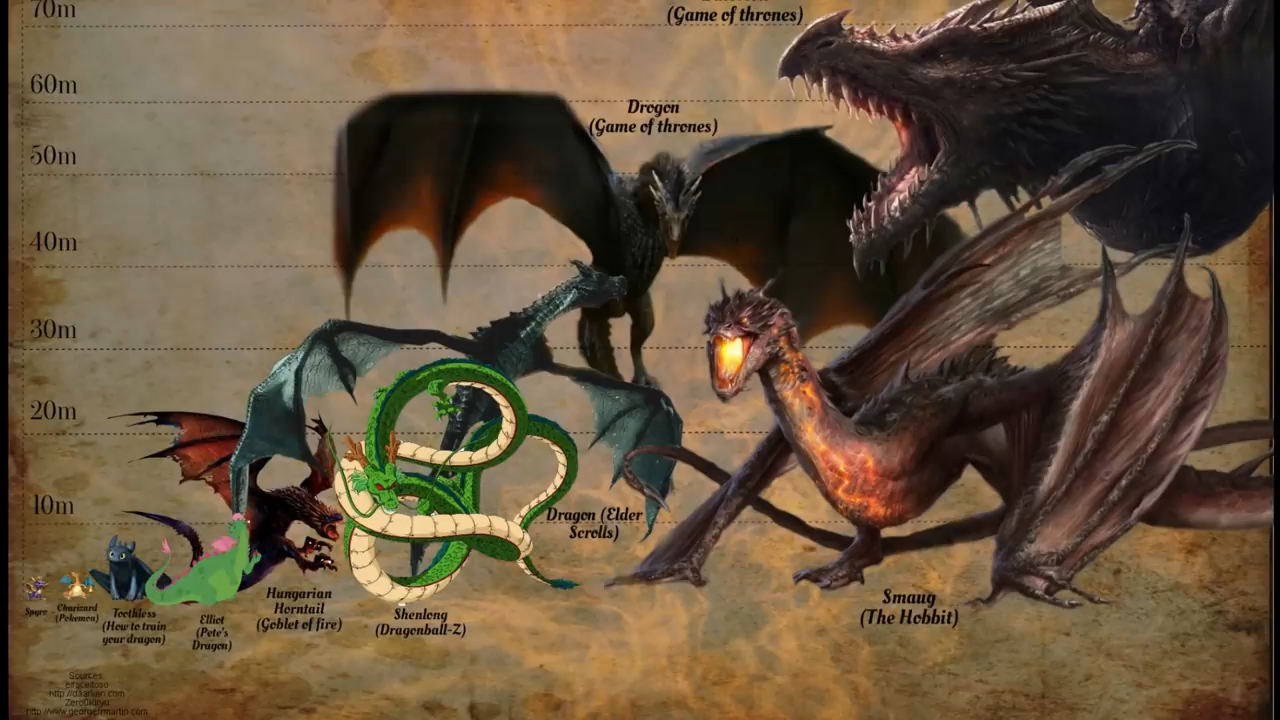 70m
(Game of thrones)
60m
Drogon
(Game of thrones)
50m
40m
30m
20m
10m
Dragon (Elder
Scrolls)
Spyro
Charizard
(Pokemon)
Toothless
(How to train
your dragon)
Elliot
(Pete's
Dragon)
Hungarian
Horntail
(Goblet of fire)
Shenlong
(Dragonball-Z)
Smaug
(The Hobbit)
Sources:
http://www.georgerrmartin.com